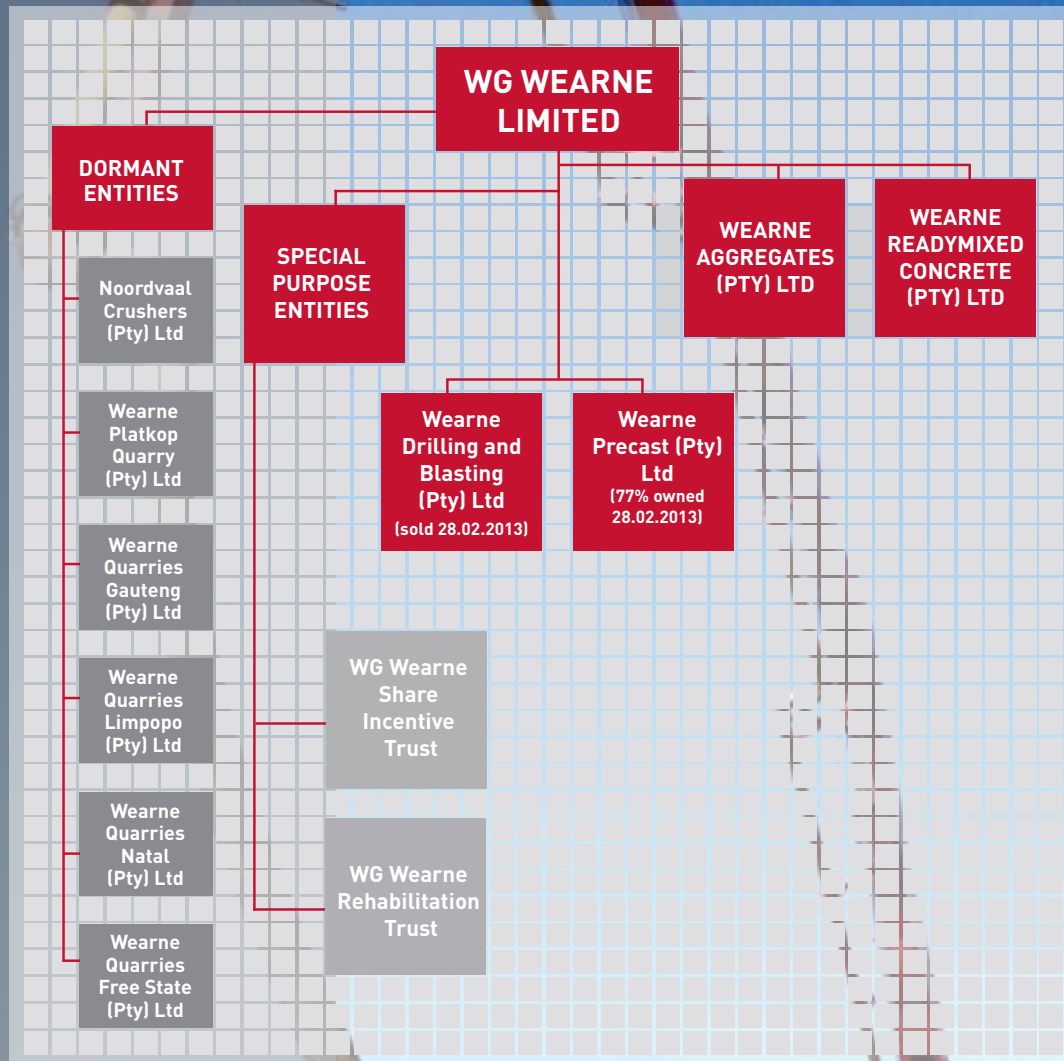 WG WEARNE
LIMITED
DORMANT
ENTITIES
SPECIAL
PURPOSE
ENTITIES
WEARNE
AGGREGATES
(PTY) LTD
WEARNE
READYMIXED
CONCRETE
(PTY) LTD
Noordvaal
Crushers
(Pty) Ltd
Wearne
Platkop
Quarry
(Pty) Ltd
Wearne
Quarries
Gauteng
(Pty) Ltd
Wearne
Quarries
Limpopo
(Pty) Ltd
Wearne
Quarries
Natal
(Pty) Ltd
Wearne
Quarries
Free State
(Pty) Ltd
Wearne
Drilling and
Blasting
(Pty) Ltd
(sold 28.02.2013)
Wearne
Precast (Pty)
Ltd
(77% owned
28.02.2013)
WG Wearne
Share
Incentive
Trust
WG Wearne
Rehabilitation
Trust